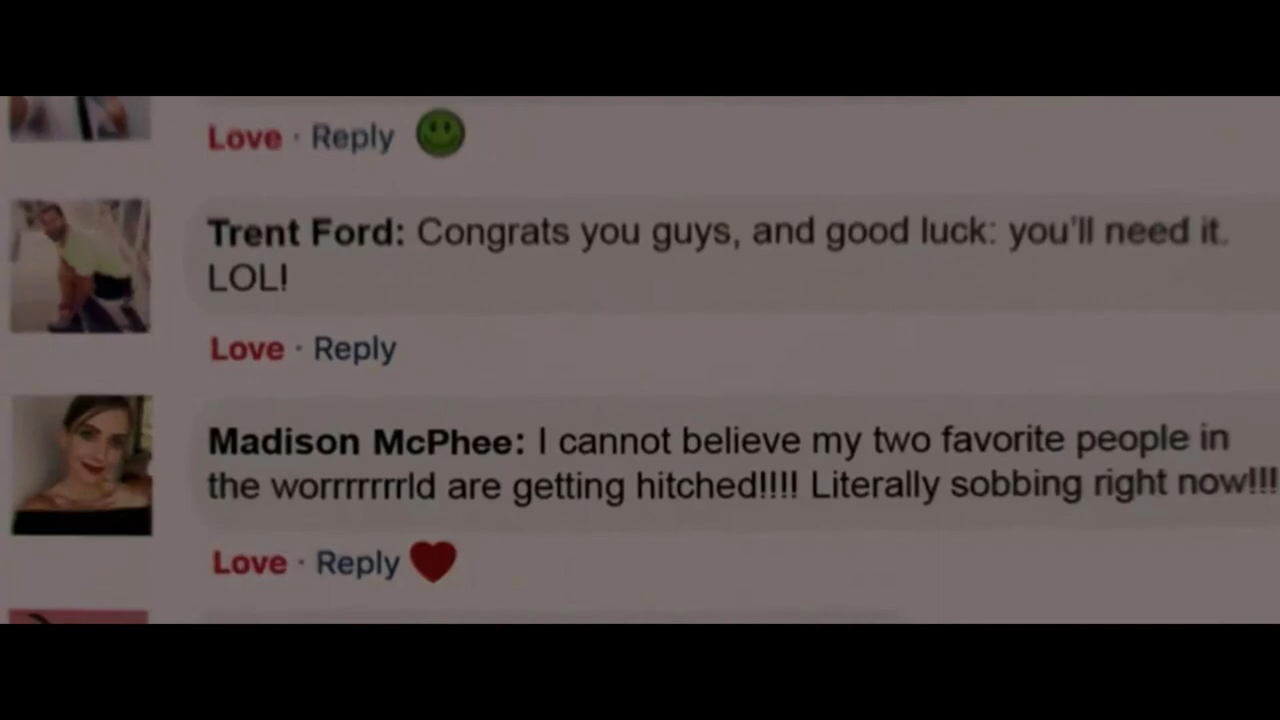 Love · Reply
Trent Ford: Congrats you guys, and good luck: you'll need it.
LOL!
Love · Reply
Madison McPhee: I cannot believe my two favorite people in
the worrrrrrrld are getting hitched!!!! Literally sobbing right now!!!
Love · Reply